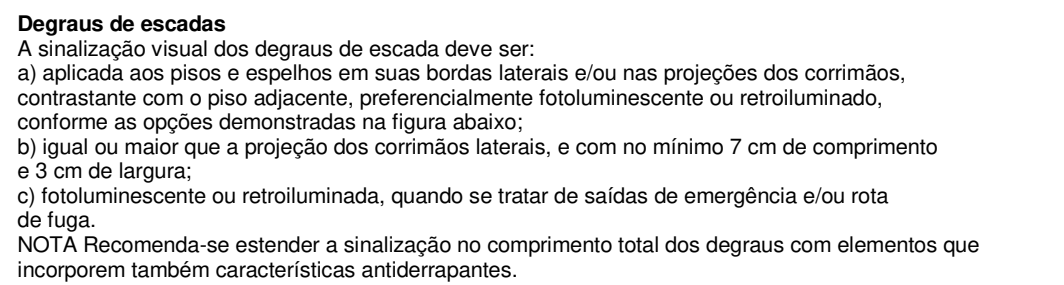 Degraus de escadas
A sinalização visual dos degraus de escada deve ser:
a) aplicada aos pisos e espelhos em suas bordas laterais e/ou nas projeções dos corrimãos,
contrastante com o piso adjacente, preferencialmente fotoluminescente ou retroiluminado,
conforme as opções demonstradas na figura abaixo;
b) igual ou maior que a projeção dos corrimãos laterais, e com no mínimo 7 cm de comprimento
e 3 cm de largura;
c) fotoluminescente ou retroiluminada, quando se tratar de saídas de emergência e/ou rota
de fuga.
NOTA Recomenda-se estender a sinalização no comprimento total dos degraus com elementos que
incorporem também características antiderrapantes.